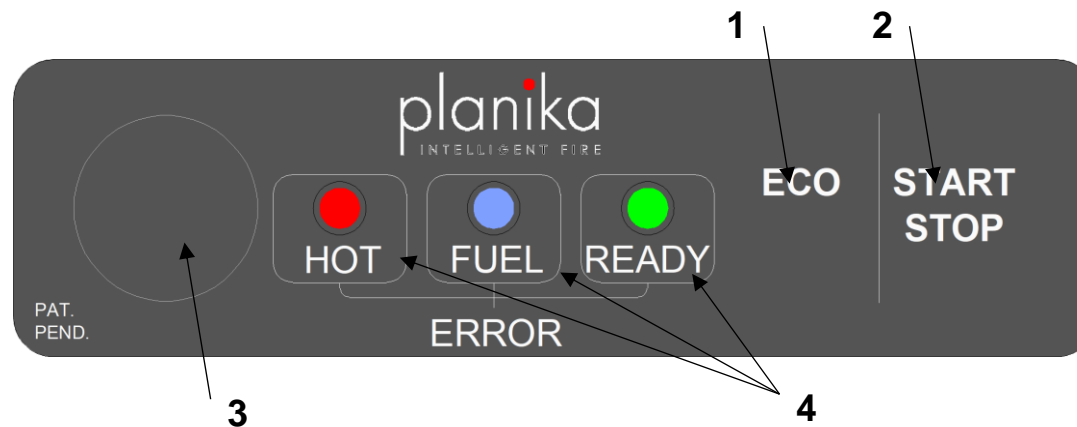 1
2
planika
INTELLIGENT FIRE
ECO
START
STOP
HOT
FUEL
READY
PAT.
PEND.
ERROR
3
4